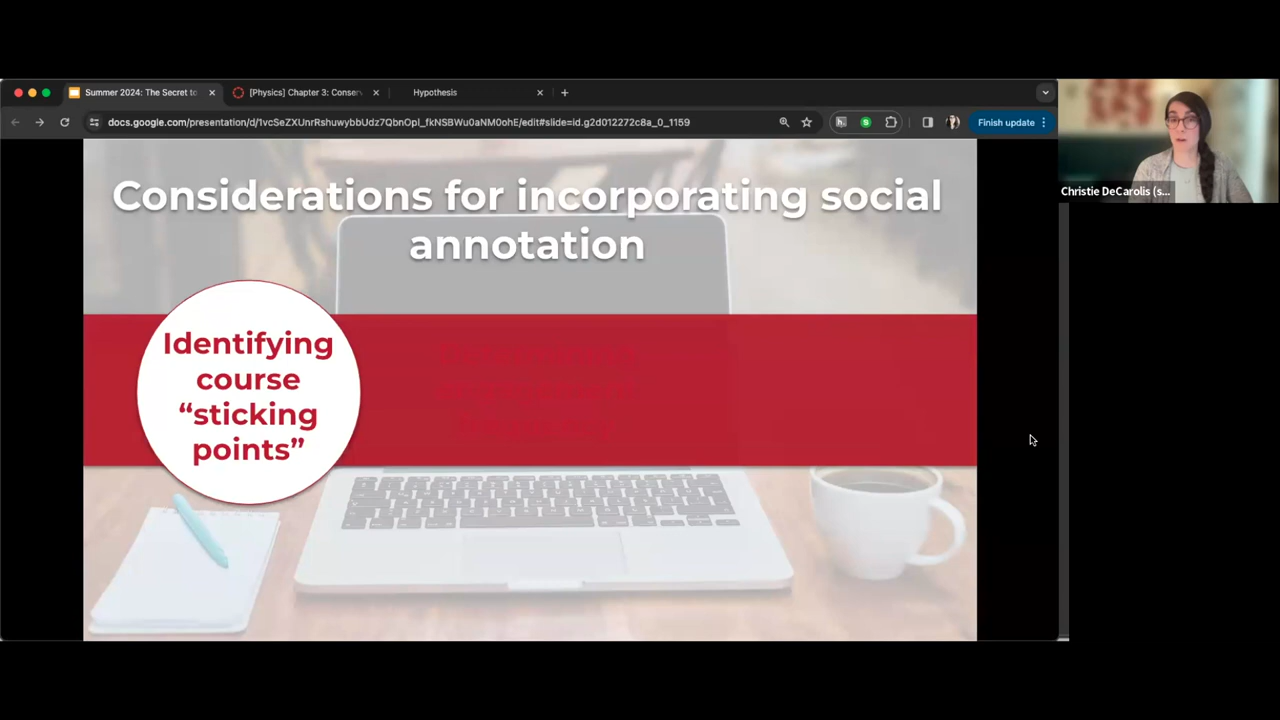 Summer 2024: The Secret to
[Physics] Chapter 3: Conser
Hypothesis
docs.google.com/presentation/d/1vcSeZXUnrRshuwybbUdz7QbnOpl_fkNSBWu0aNM0ohE/edit#slide=id.g2d012272c8a_0_1159
Finish update
Considerations for incorporating social
annotation
Identifying
course
“sticking
points”
Christie DeCarolis (s...